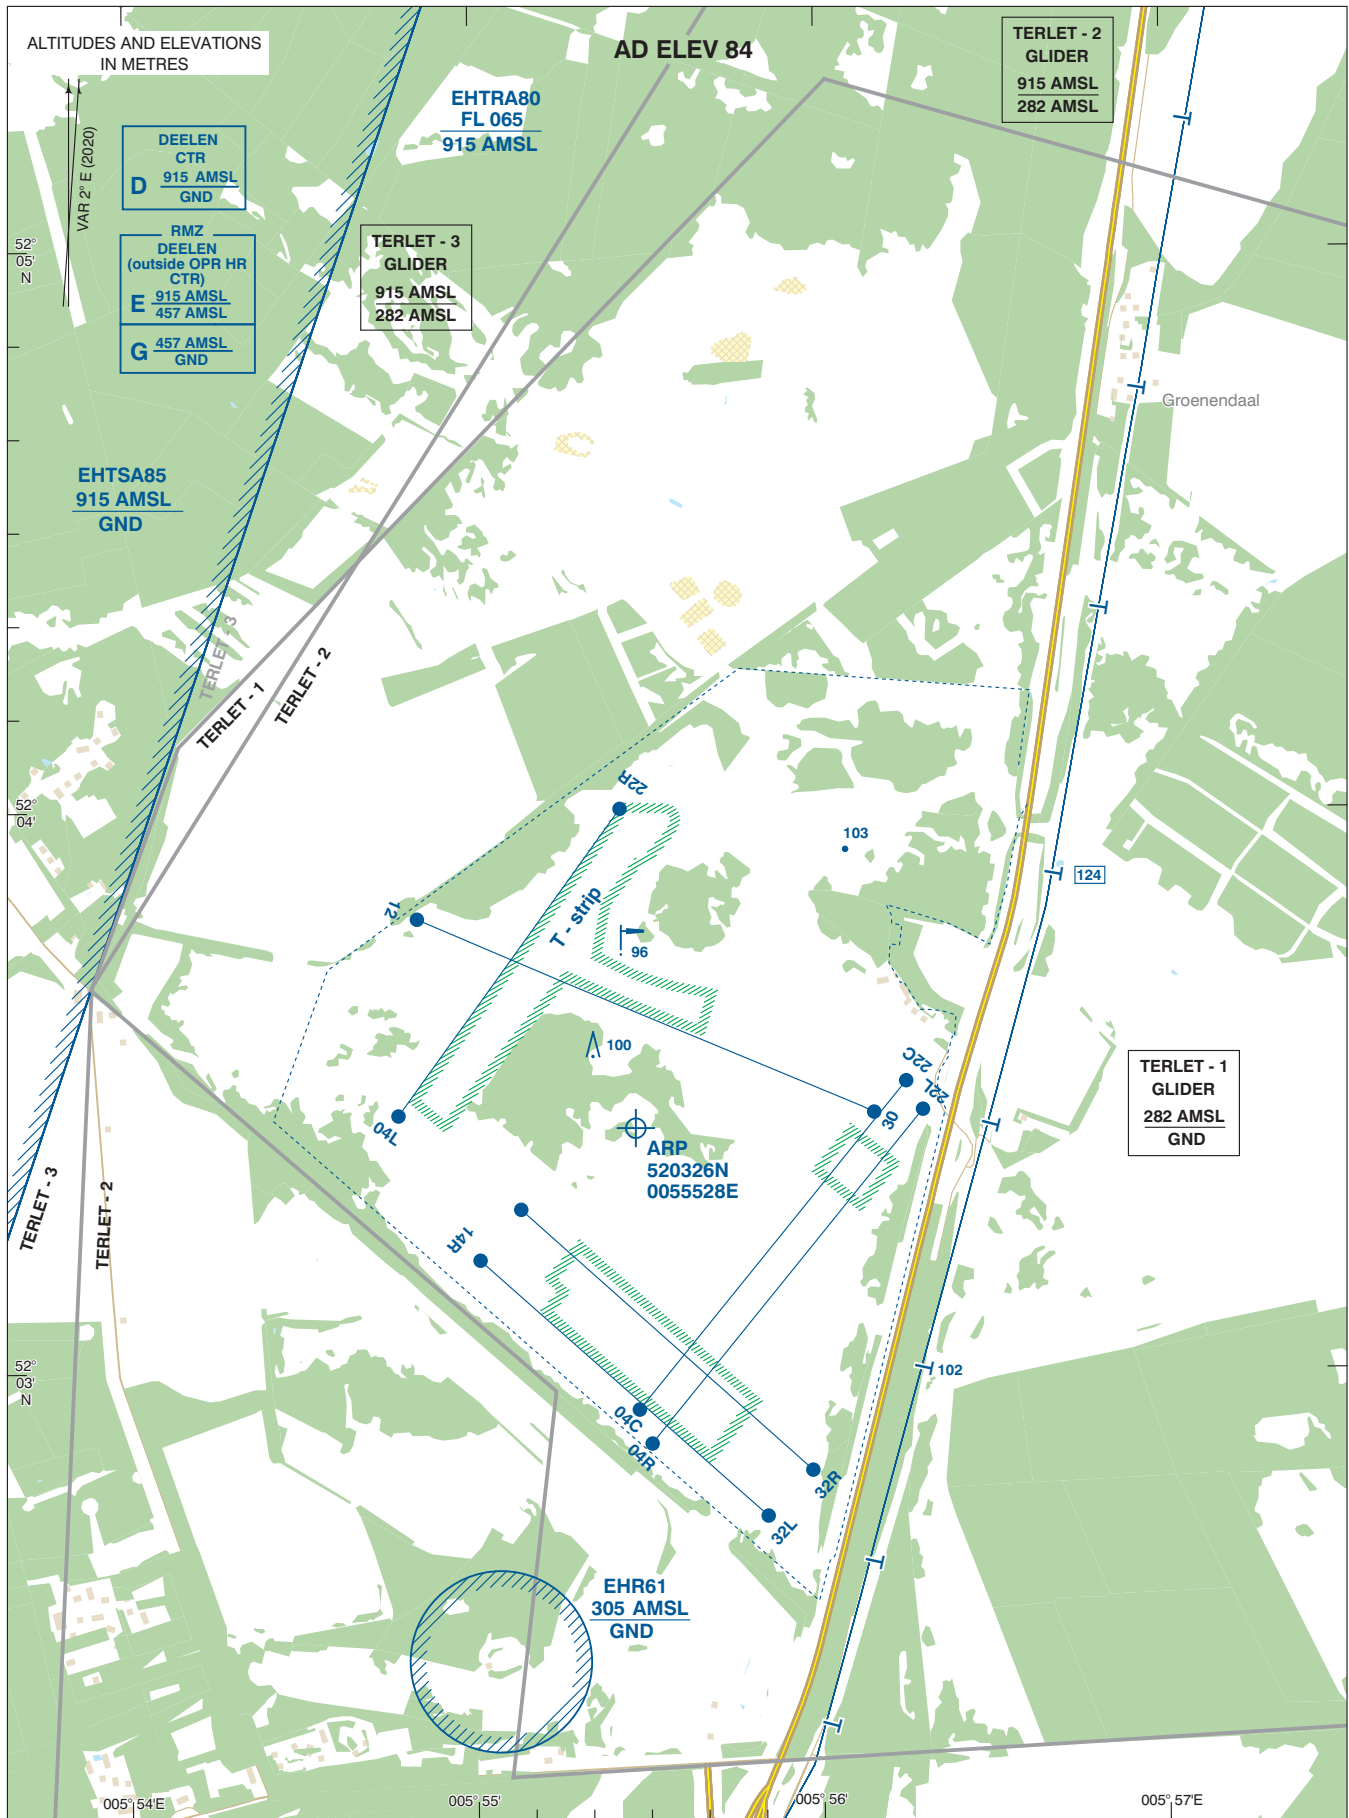 ALTITUDES AND ELEVATIONS
IN METRES
AD ELEV 84
TERLET - 2
GLIDER
915 AMSL
282 AMSL
VAR 2° E (2020)
DEELEN
CTR
D 915 AMSL
GND
RMZ
DEELEN
(outside OPR HR
CTR)
E 915 AMSL
457 AMSL
G 457 AMSL
GND
EHTRA80
FL 065
915 AMSL
TERLET - 3
GLIDER
915 AMSL
282 AMSL
52°
05'
N
Groenendaal
EHTSA85
915 AMSL
GND
TERLET - 3
TERLET - 1
TERLET - 2
52°
04'
22R
103
124
12
T - strip
96
100
22C
22L
30
04L
ARP
520326N
0055528E
TERLET - 1
GLIDER
282 AMSL
GND
TERLET - 3
TERLET - 2
14R
52°
03'
N
102
04C
04R
32R
32L
EHR61
305 AMSL
GND
005° 54'E
005° 55'
005° 56'
005° 57'E